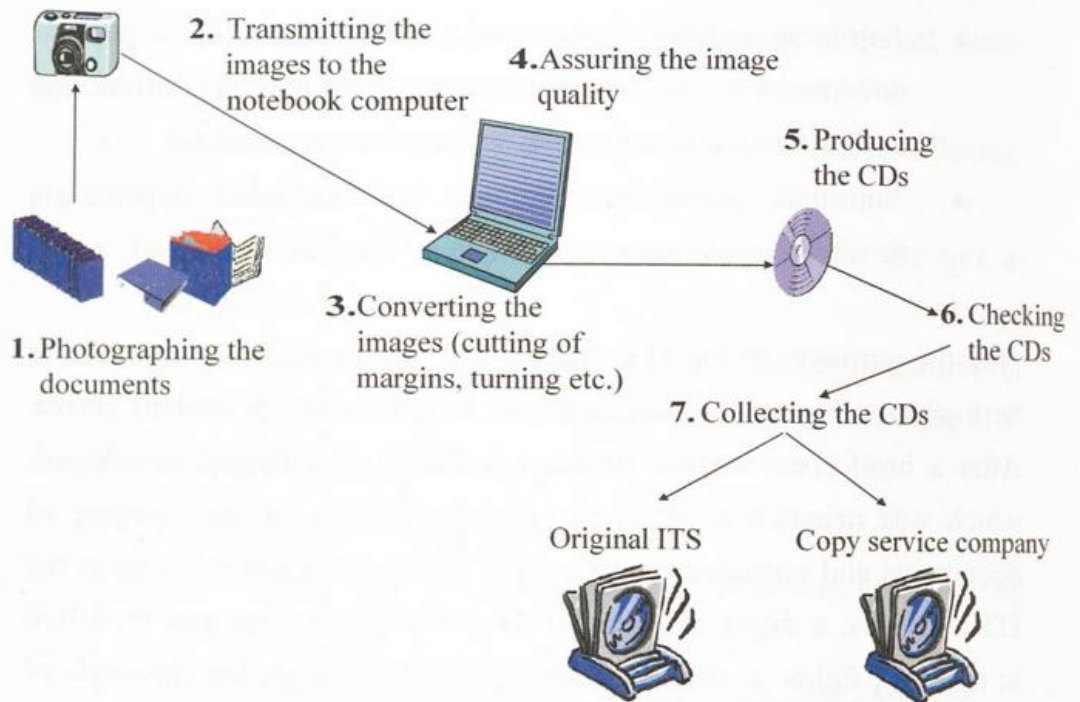 2. Transmitting the
images to the
notebook computer
4. Assuring the image
quality
5. Producing
the CDs
1. Photographing the
documents
3. Converting the
images (cutting of
margins, turning etc.)
6. Checking
the CDs
7. Collecting the CDs
Original ITS
Copy service company